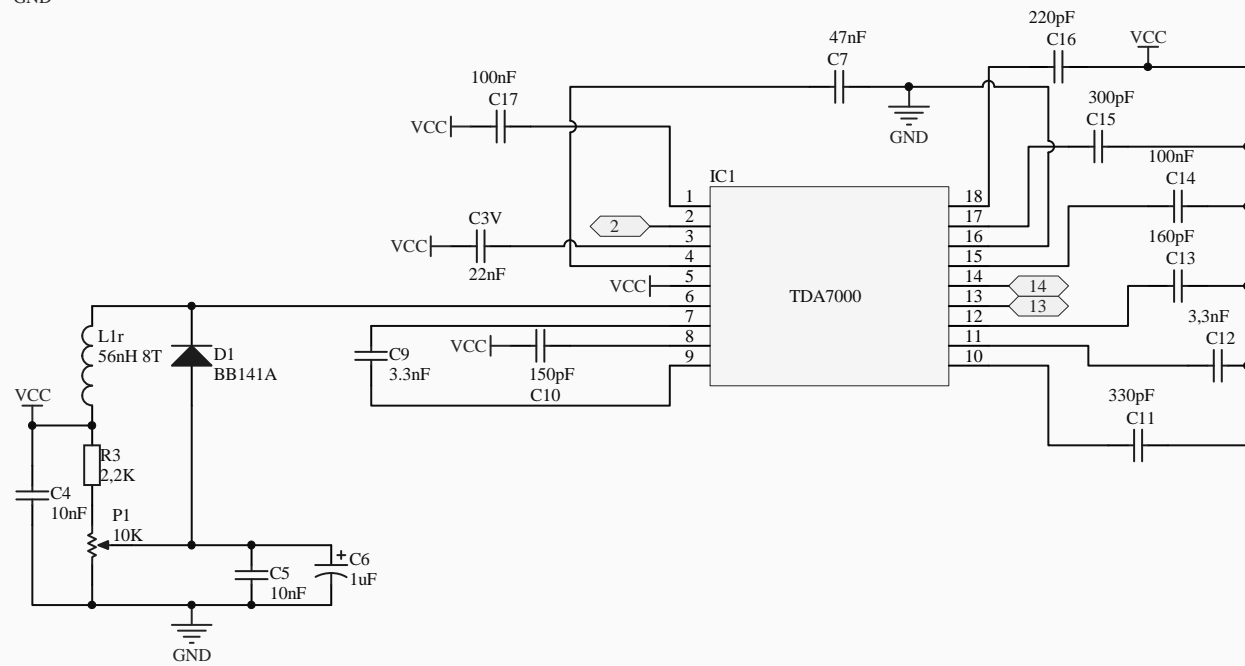 GND
220pF
C16
VCC
47nF
C7
100nF
C17
VCC
300pF
C15
GND
100nF
C14
IC1
1
2
3
4
5
6
7
8
9
18
17
16
15
14
13
12
11
10
TDA7000
2
14
13
C3V
VCC
22nF
VCC
160pF
C13
3,3nF
C12
L1r
56nH 8T
D1
BB141A
C9
3.3nF
VCC
150pF
C10
330pF
C11
VCC
R3
2,2K
C4
10nF
P1
10K
C5
10nF
+
C6
1uF
GND